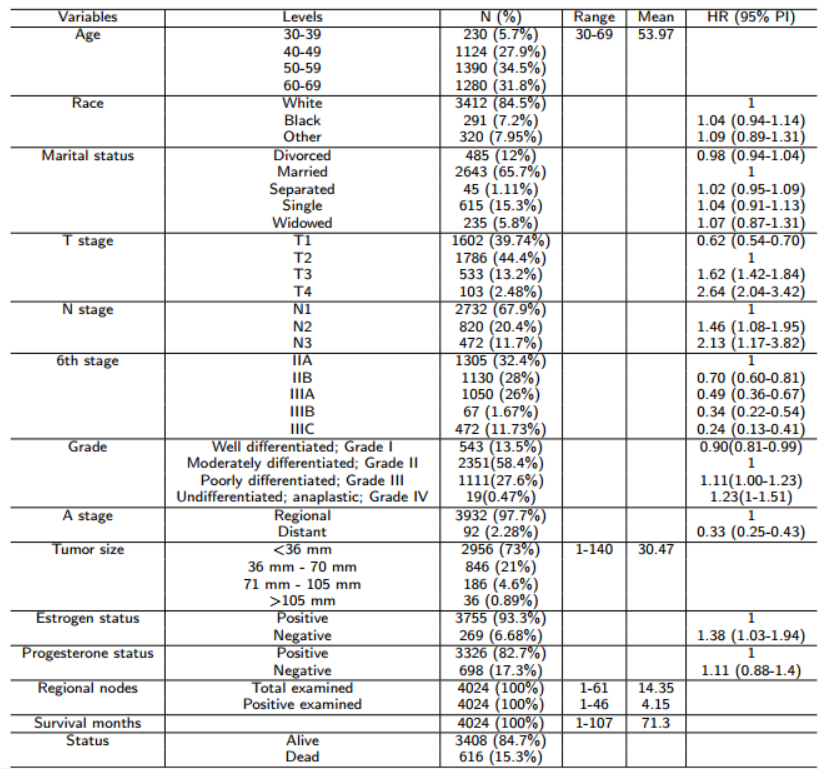 Variables Levels N (%) Range Mean HR (95% PI)
Age 30-39 230 (5.7%) 30-69 53.97
40-49 1124 (27.9%)
50-59 1390 (34.5%)
60-69 1280 (31.8%)
Race White 3412 (84.5%) 1
Black 291 (7.2%) 1.04 (0.94-1.14)
Other 320 (7.95%) 1.09 (0.89-1.31)
Marital status Divorced 485 (12%) 0.98 (0.94-1.04)
Married 2643 (65.7%) 1
Separated 45 (1.11%) 1.02 (0.95-1.09)
Single 615 (15.3%) 1.04 (0.91-1.13)
Widowed 235 (5.8%) 1.07 (0.87-1.31)
T stage T1 1602 (39.74%) 0.62 (0.54-0.70)
T2 1786 (44.4%) 1
T3 533 (13.2%) 1.62 (1.42-1.84)
T4 103 (2.48%) 2.64 (2.04-3.42)
N stage N1 2732 (67.9%) 1
N2 820 (20.4%) 1.46 (1.08-1.95)
N3 472 (11.7%) 2.13 (1.17-3.82)
6th stage IIA 1305 (32.4%) 1
IIB 1130 (28%) 0.70 (0.60-0.81)
IIIA 1050 (26%) 0.49 (0.36-0.67)
IIIB 67 (1.67%) 0.34 (0.22-0.54)
IIIC 472 (11.73%) 0.24 (0.13-0.41)
Grade Well differentiated; Grade I 543 (13.5%) 0.90(0.81-0.99)
Moderately differentiated; Grade II 2351(58.4%) 1
Poorly differentiated; Grade III 1111(27.6%) 1.11(1.00-1.23)
Undifferentiated; anaplastic; Grade IV 19(0.47%) 1.23(1-1.51)
A stage Regional 3932 (97.7%) 1
Distant 92 (2.28%) 0.33 (0.25-0.43)
Tumor size <36 mm 2956 (73%) 1-140 30.47
36 mm - 70 mm 846 (21%)
71 mm - 105 mm 186 (4.6%)
>105 mm 36 (0.89%)
Estrogen status Positive 3755 (93.3%) 1
Negative 269 (6.68%) 1.38 (1.03-1.94)
Progesterone status Positive 3326 (82.7%) 1
Negative 698 (17.3%) 1.11 (0.88-1.4)
Regional nodes Total examined 4024 (100%) 1-61 14.35
Positive examined 4024 (100%) 1-46 4.15
Survival months 4024 (100%) 1-107 71.3
Status Alive 3408 (84.7%)
Dead 616 (15.3%)